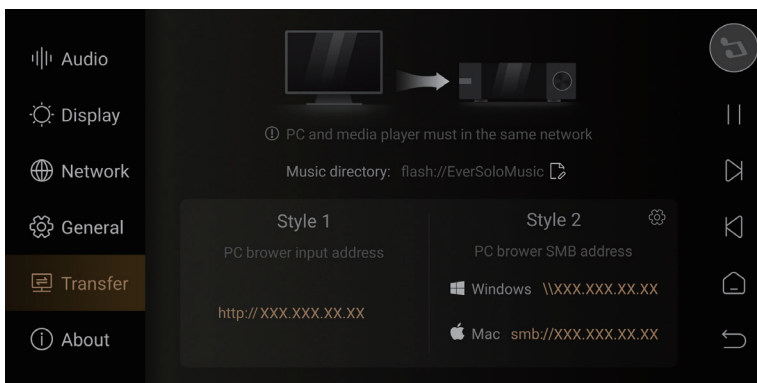 Audio
Display
Network
General
Transfer
About
PC and media player must in the same network
Music directory: flash://EverSoloMusic
Style 1
PC brower input address
http://XXX.XXX.XX.XX
Style 2
PC brower SMB address
Windows \\XXX.XXX.XX.XX
Mac smb://XXX.XXX.XX.XX